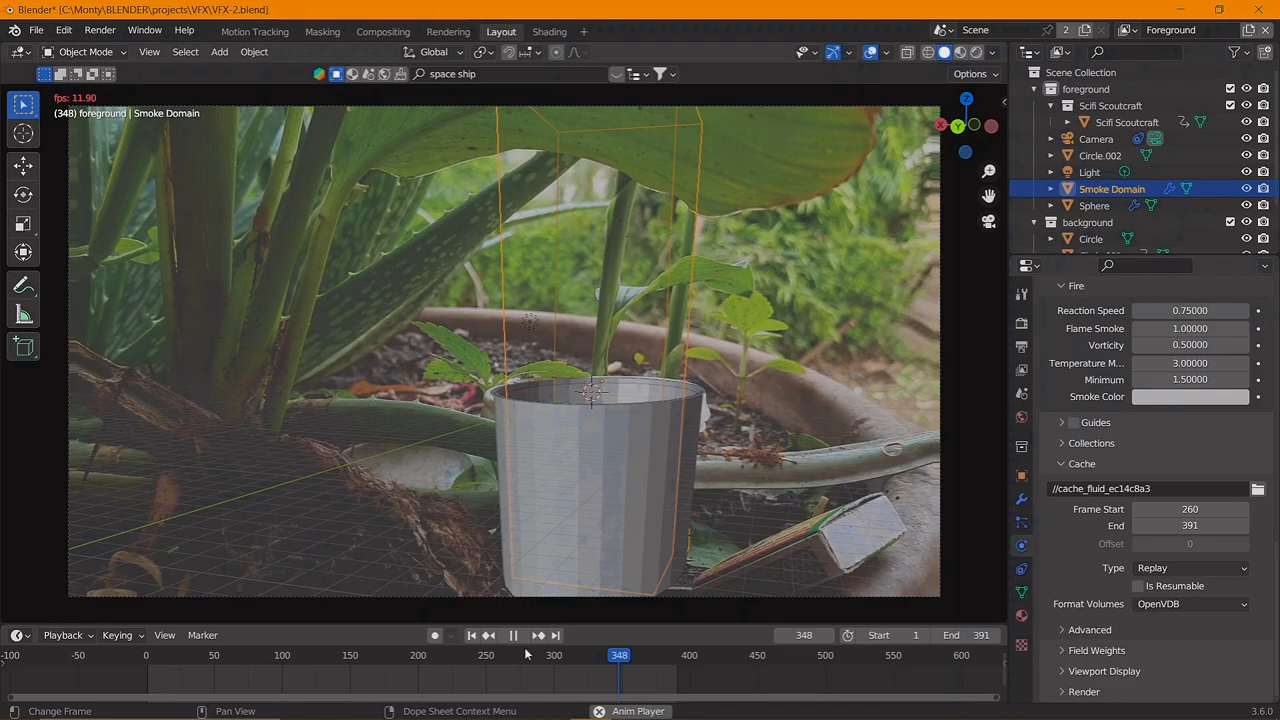 Blender* [C:\Monty\BLENDER\projects\VFX\VFX-2.blend]
File Edit Render Window Help Motion Tracking Masking Compositing Rendering Layout Shading Scene 2 Foreground
Object Mode View Select Add Object Global
space ship Options
Scene Collection
foreground
Scifi Scoutcraft
Scifi Scoutcraft
Camera
Circle.002
Light
Smoke Domain
Sphere
background
Circle
fps: 11.90
(348) foreground | Smoke Domain
Z
X
Y
Fire
Reaction Speed 0.75000
Flame Smoke 1.00000
Vorticity 0.50000
Temperature M... 3.00000
Minimum 1.50000
Smoke Color
Guides
Collections
Cache
//cache_fluid_ec14c8a3
Frame Start 260
End 391
Offset 0
Type Replay
Is Resumable
Format Volumes OpenVDB
Advanced
Field Weights
Viewport Display
Render
Playback Keying View Marker 348 Start 1 End 391
-100 -50 0 50 100 150 200 250 300 348 400 450 500 550 600
Change Frame Pan View Dope Sheet Context Menu Anim Player 3.6.0